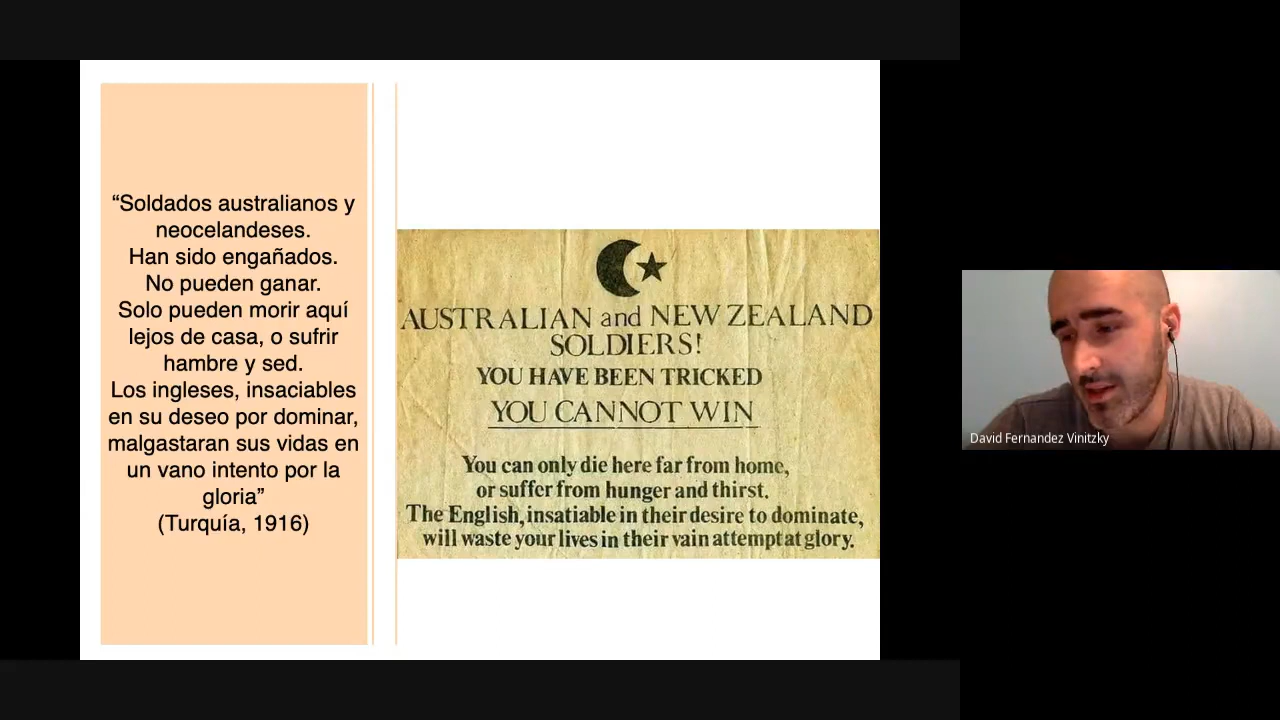 “Soldados australianos y
neocelandeses.
Han sido engañados.
No pueden ganar.
Solo pueden morir aquí
lejos de casa, o sufrir
hambre y sed.
Los ingleses, insaciables
en su deseo por dominar,
malgastaran sus vidas en
un vano intento por la
gloria”
(Turquía, 1916)
AUSTRALIAN and NEW ZEALAND
SOLDIERS!
YOU HAVE BEEN TRICKED
YOU CANNOT WIN
You can only die here far from home,
or suffer from hunger and thirst.
The English, insatiable in their desire to dominate,
will waste your lives in their vain attempt at glory.
David Fernandez Vinitzky